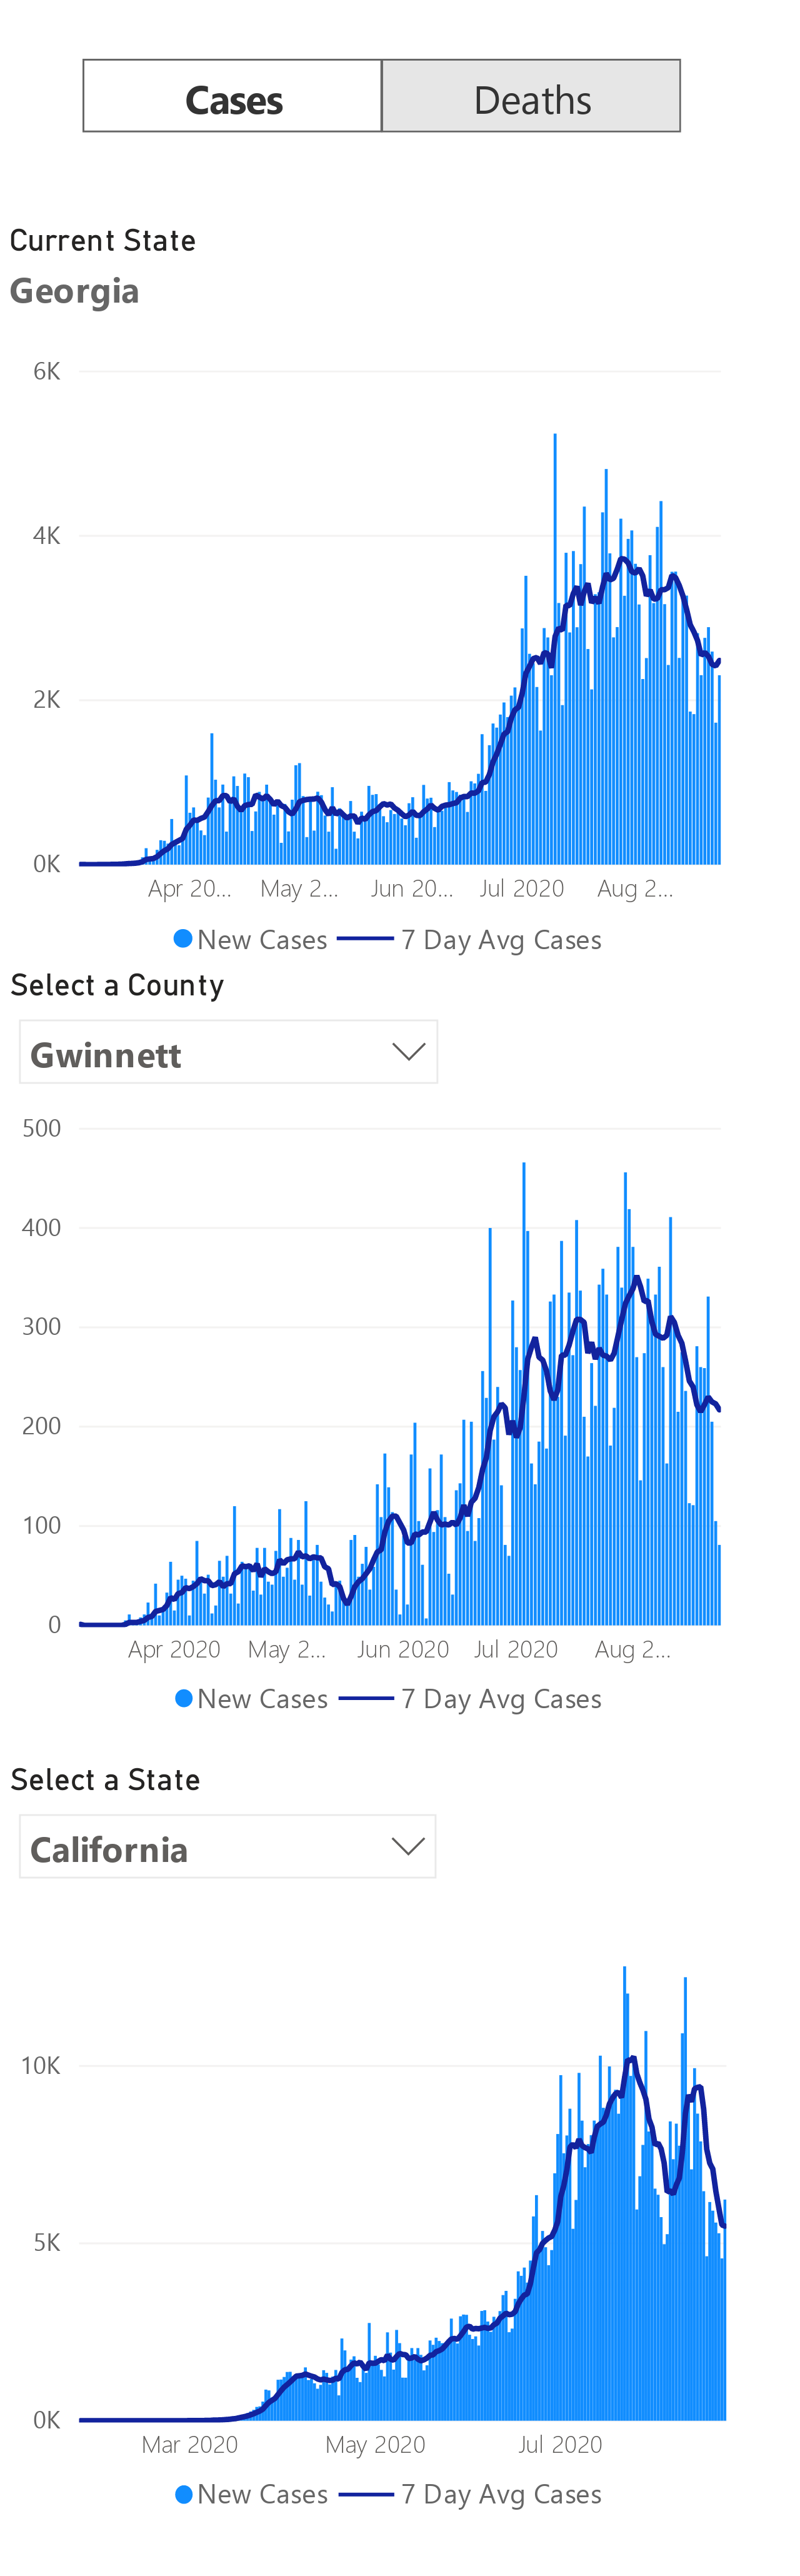 Cases Deaths
Current State
Georgia
6K
4K
2K
0K
Apr 20... May 2... Jun 20... Jul 2020 Aug 2...
New Cases 7 Day Avg Cases
Select a County
Gwinnett
500
400
300
200
100
0
Apr 2020 May 2... Jun 2020 Jul 2020 Aug 2...
New Cases 7 Day Avg Cases
Select a State
California
10K
5K
0K
Mar 2020 May 2020 Jul 2020
New Cases 7 Day Avg Cases